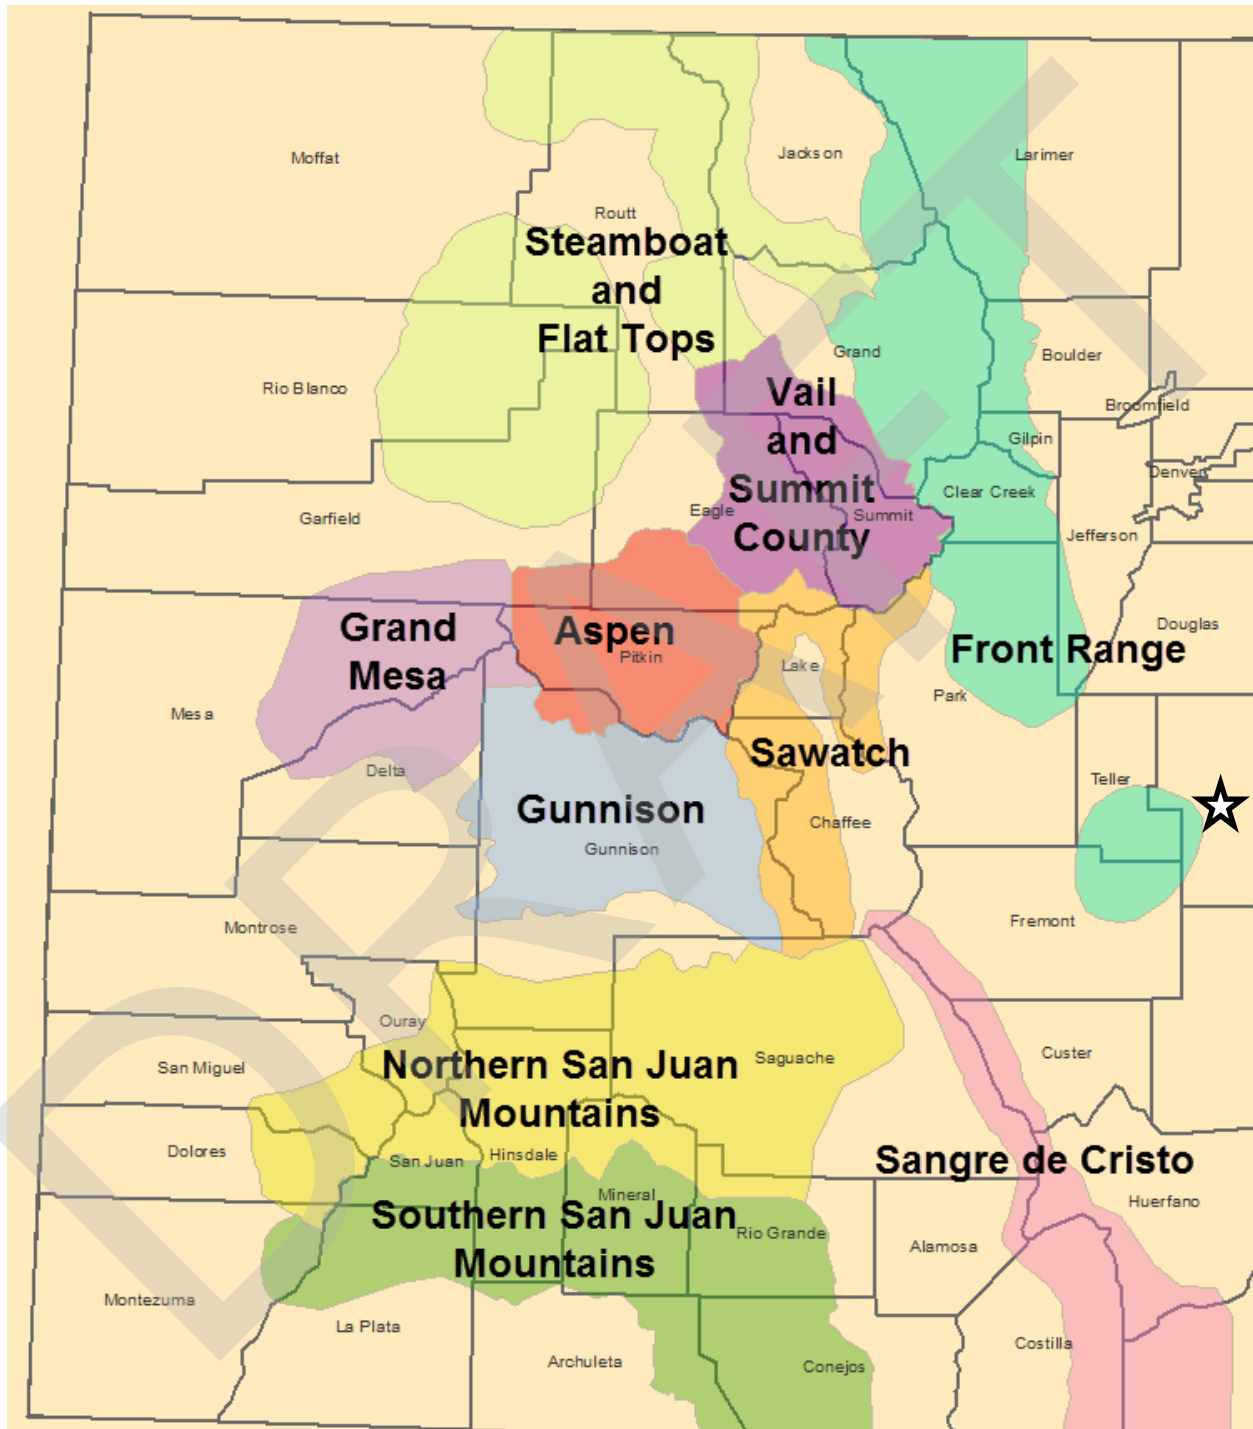 Moffat
Jackson
Larimer
Routt
Steamboat
and
Flat Tops
Rio Blanco
Grand
Boulder
Vail
and
Summit
County
Broomfield
Gilpin
Denver
Clear Creek
Eagle
Summit
Garfield
Jefferson
Grand
Mesa
Aspen
Pitkin
Lake
Front Range
Douglas
Park
Mesa
Delta
Sawatch
Teller
Gunnison
Gunnison
Chaffee
Montrose
Fremont
Ouray
San Miguel
Northern San Juan
Mountains
Saguache
Custer
Dolores
San Juan
Hinsdale
Sangre de Cristo
Mineral
Huerfano
Southern San Juan
Mountains
Rio Grande
Alamosa
Montezuma
La Plata
Archuleta
Conejos
Costilla
DRAFT